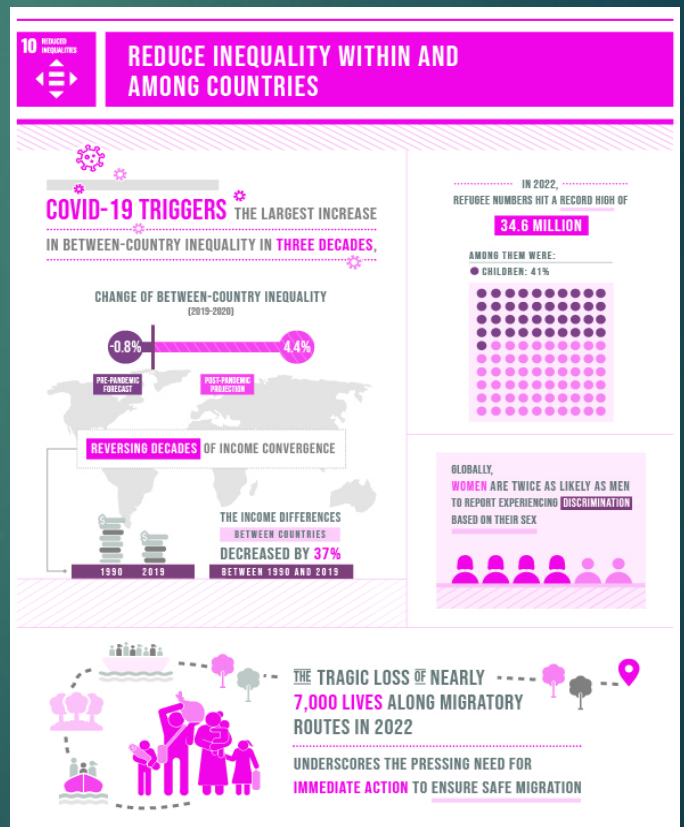 10 REDUCED
INEQUALITIES
REDUCE INEQUALITY WITHIN AND
AMONG COUNTRIES
COVID-19 TRIGGERS THE LARGEST INCREASE
IN BETWEEN-COUNTRY INEQUALITY IN THREE DECADES,
CHANGE OF BETWEEN-COUNTRY INEQUALITY
(2019-2020)
-0.8%
4.4%
PRE-PANDEMIC
FORECAST
POST-PANDEMIC
PROJECTION
REVERSING DECADES OF INCOME CONVERGENCE
THE INCOME DIFFERENCES
BETWEEN COUNTRIES
DECREASED BY 37%
BETWEEN 1990 AND 2019
1990 2019
IN 2022,
REFUGEE NUMBERS HIT A RECORD HIGH OF
34.6 MILLION
AMONG THEM WERE:
CHILDREN: 41%
GLOBALLY,
WOMEN ARE TWICE AS LIKELY AS MEN
TO REPORT EXPERIENCING DISCRIMINATION
BASED ON THEIR SEX
THE TRAGIC LOSS OF NEARLY
7,000 LIVES ALONG MIGRATORY
ROUTES IN 2022
UNDERSCORES THE PRESSING NEED FOR
IMMEDIATE ACTION TO ENSURE SAFE MIGRATION